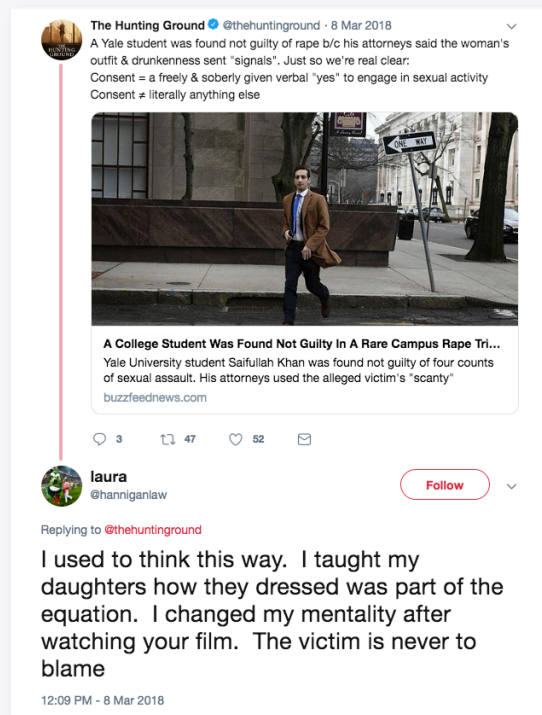 The Hunting Ground @thehuntingground · 8 Mar 2018
A Yale student was found not guilty of rape b/c his attorneys said the woman's
outfit & drunkenness sent "signals". Just so we're real clear:
Consent = a freely & soberly given verbal "yes" to engage in sexual activity
Consent ≠ literally anything else
ONE WAY
A College Student Was Found Not Guilty In A Rare Campus Rape Tri...
Yale University student Saifullah Khan was found not guilty of four counts
of sexual assault. His attorneys used the alleged victim's "scanty"
buzzfeednews.com
3 47 52
laura
@hanniganlaw
Follow
Replying to @thehuntingground
I used to think this way. I taught my
daughters how they dressed was part of the
equation. I changed my mentality after
watching your film. The victim is never to
blame
12:09 PM - 8 Mar 2018